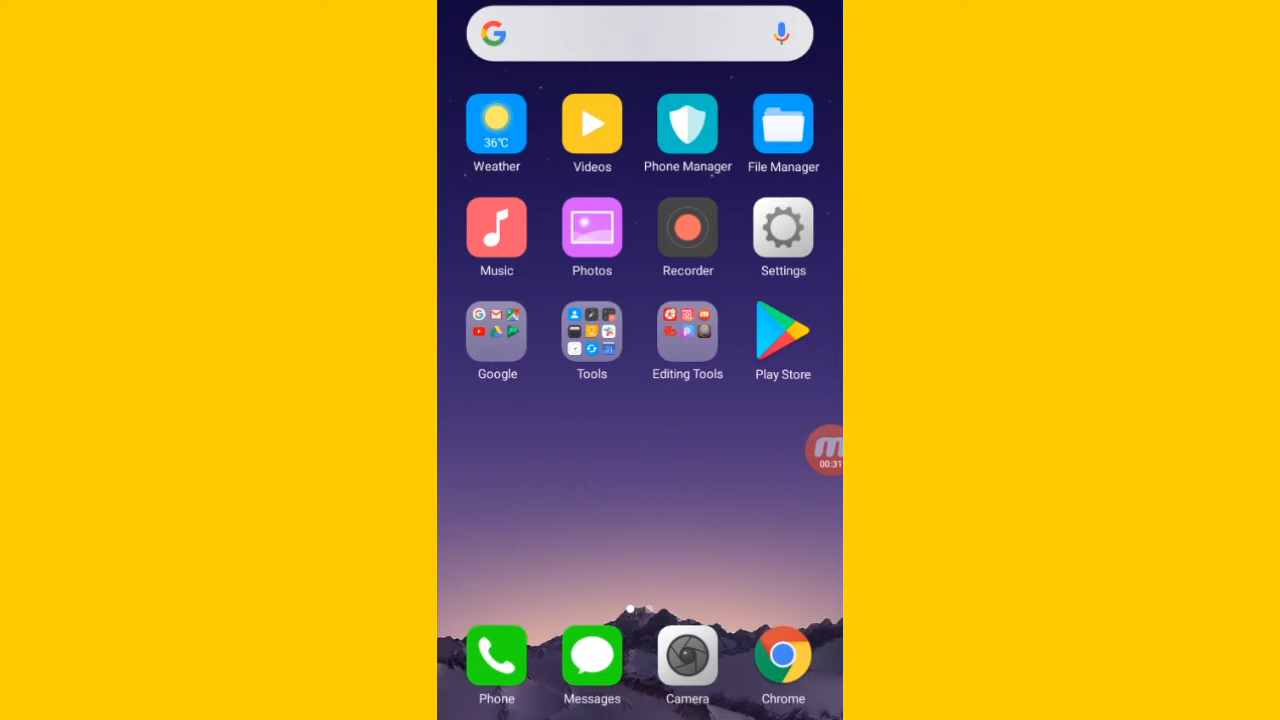 36℃
Weather
Videos
Phone Manager
File Manager
Music
Photos
Recorder
Settings
Google
Tools
Editing Tools
Play Store
00:31
Phone
Messages
Camera
Chrome